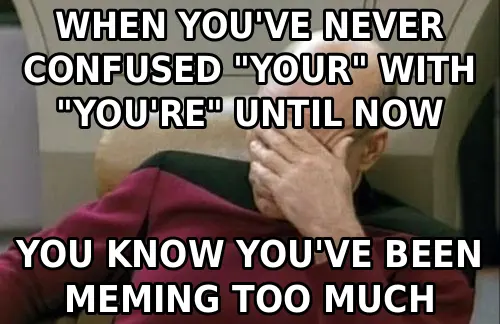 WHEN YOU'VE NEVER
CONFUSED "YOUR" WITH
"YOU'RE" UNTIL NOW
YOU KNOW YOU'VE BEEN
MEMING TOO MUCH